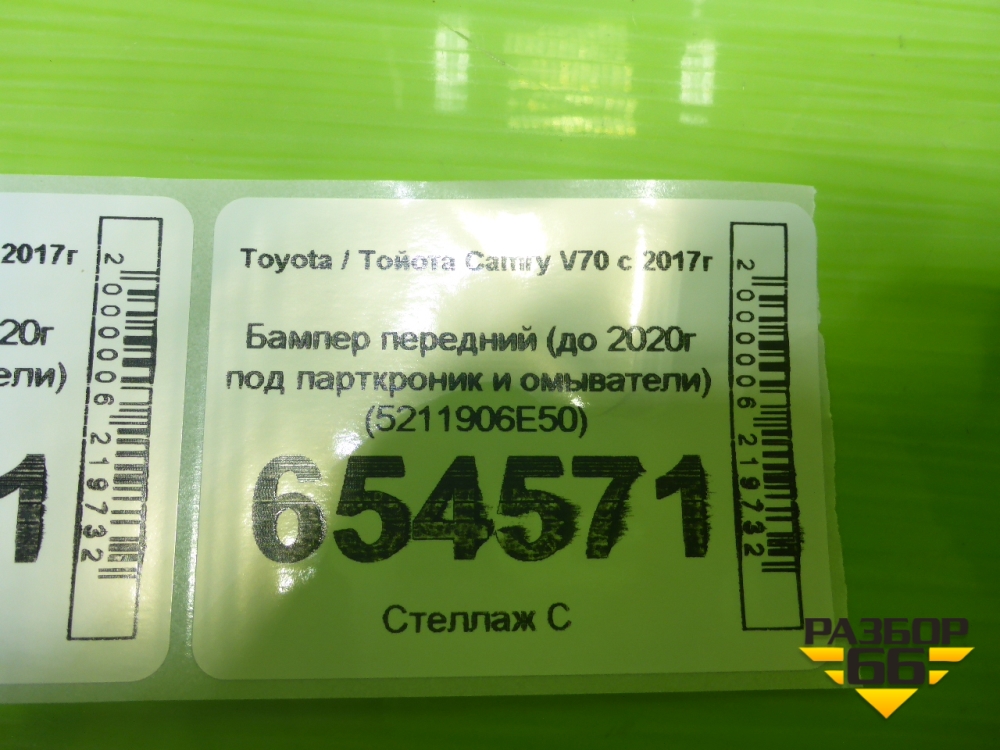 2017г
20г
ели)
1
2000006219732
Toyota / Тойота Camry V70 с 2017г
Бампер передний (до 2020г
под парткроник и омыватели)
(5211906E50)
654571
Стеллаж С
2000006219732
РАЗБОР
66